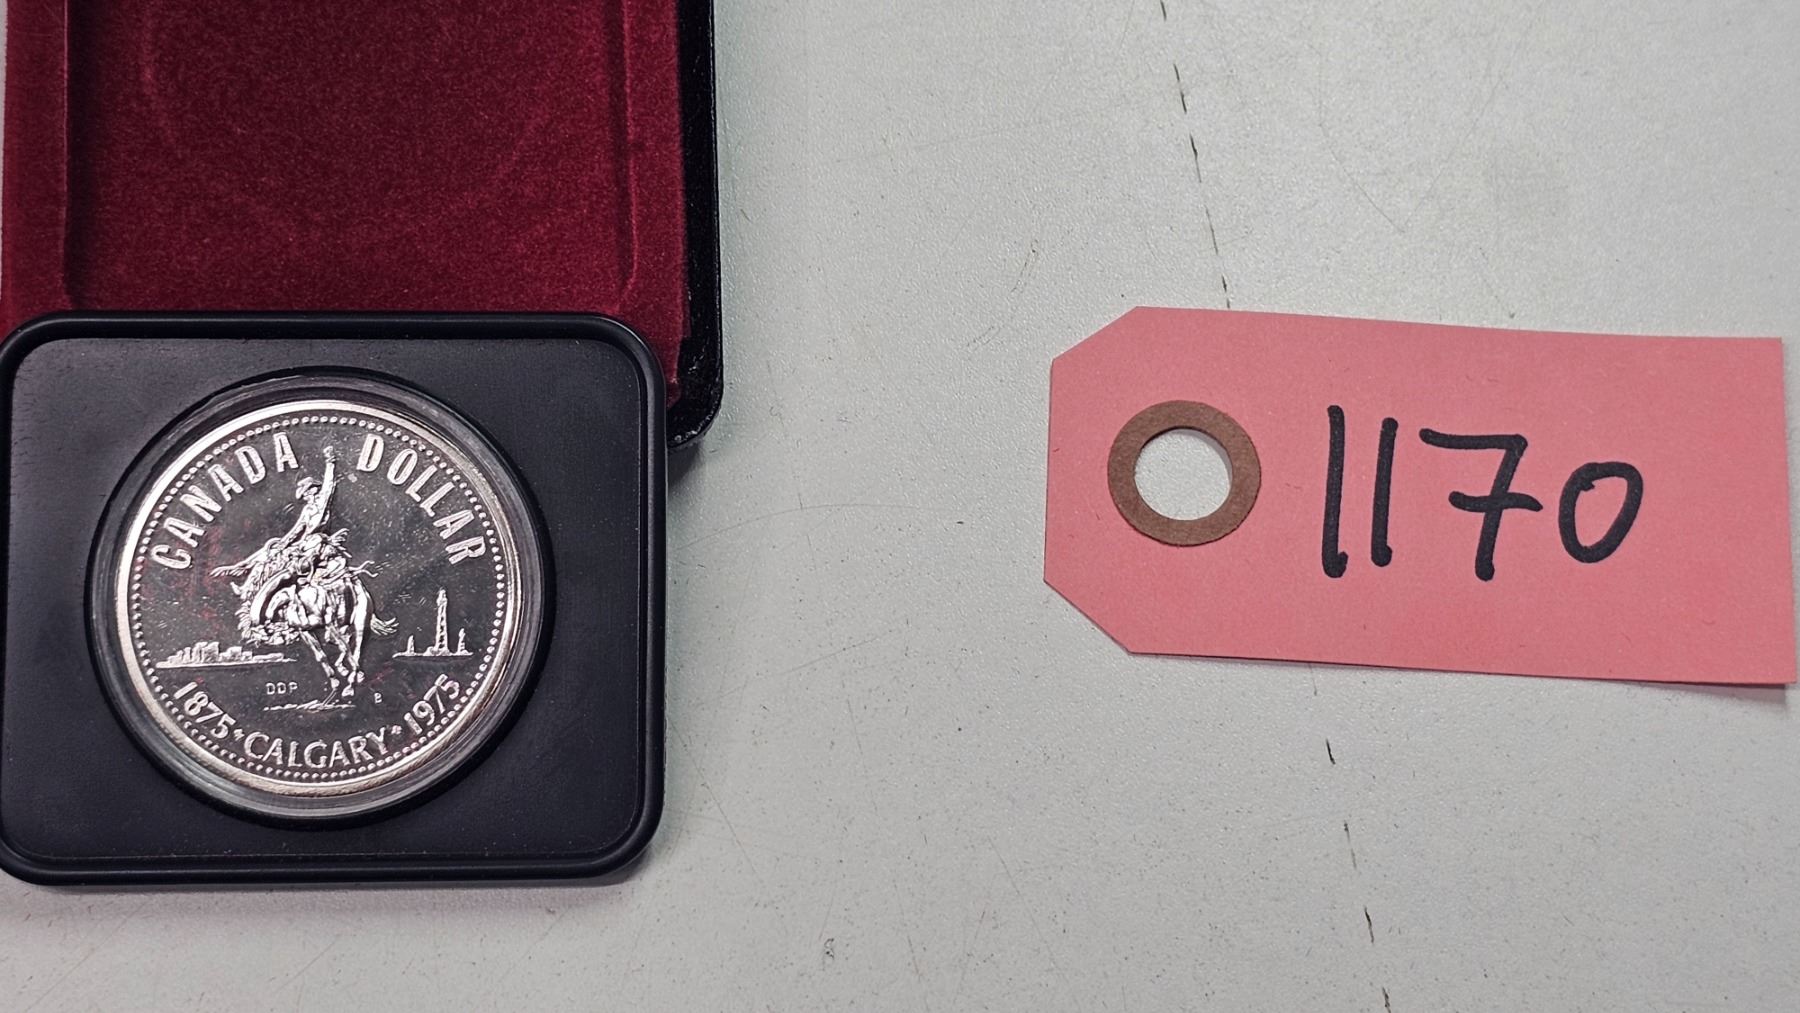 CANADA DOLLAR
DDP
B
1875 * CALGARY * 1975
1170